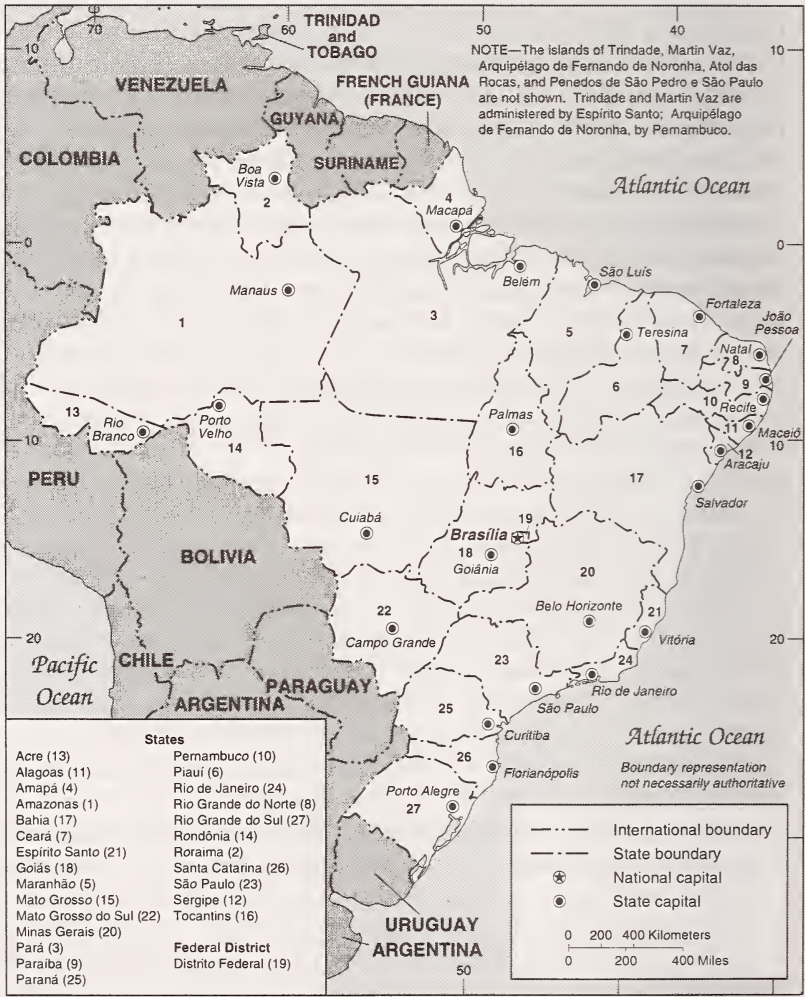 70
60
50
40
TRINIDAD
and
TOBAGO
10
10
NOTE—The islands of Trindade, Martin Vaz,
Arquipélago de Fernando de Noronha, Atol das
Rocas, and Penedos de São Pedro e São Paulo
are not shown. Trindade and Martin Vaz are
administered by Espírito Santo; Arquipélago
de Fernando de Noronha, by Pernambuco.
VENEZUELA
FRENCH GUIANA
(FRANCE)
GUYANA
COLOMBIA
SURINAME
Boa
Vista
2
4
Macapá
Atlantic Ocean
0
0
Belém
São Luís
Manaus
Fortaleza
João
Pessoa
1
3
5
Teresina
7
Natal
8
6
9
10
Recife
13
Rio
Branco
Porto
Velho
Palmas
11
Maceió
10
10
14
16
12
Aracaju
PERU
15
17
Salvador
Cuiabá
Brasília
19
BOLIVIA
18
Goiânia
20
22
Belo Horizonte
21
20
Campo Grande
Vitória
20
Pacific
Ocean
CHILE
23
24
PARAGUAY
Rio de Janeiro
ARGENTINA
25
São Paulo
Curitiba
Atlantic Ocean
26
Florianópolis
Boundary representation
not necessarily authoritative
Porto Alegre
27
States
Acre (13)
Alagoas (11)
Amapá (4)
Amazonas (1)
Bahia (17)
Ceará (7)
Espírito Santo (21)
Goiás (18)
Maranhão (5)
Mato Grosso (15)
Mato Grosso do Sul (22)
Minas Gerais (20)
Pará (3)
Paraíba (9)
Paraná (25)
Pernambuco (10)
Piauí (6)
Rio de Janeiro (24)
Rio Grande do Norte (8)
Rio Grande do Sul (27)
Rondônia (14)
Roraima (2)
Santa Catarina (26)
São Paulo (23)
Sergipe (12)
Tocantins (16)
Federal District
Distrito Federal (19)
URUGUAY
ARGENTINA
50
International boundary
State boundary
National capital
State capital
0 200 400 Kilometers
0 200 400 Miles